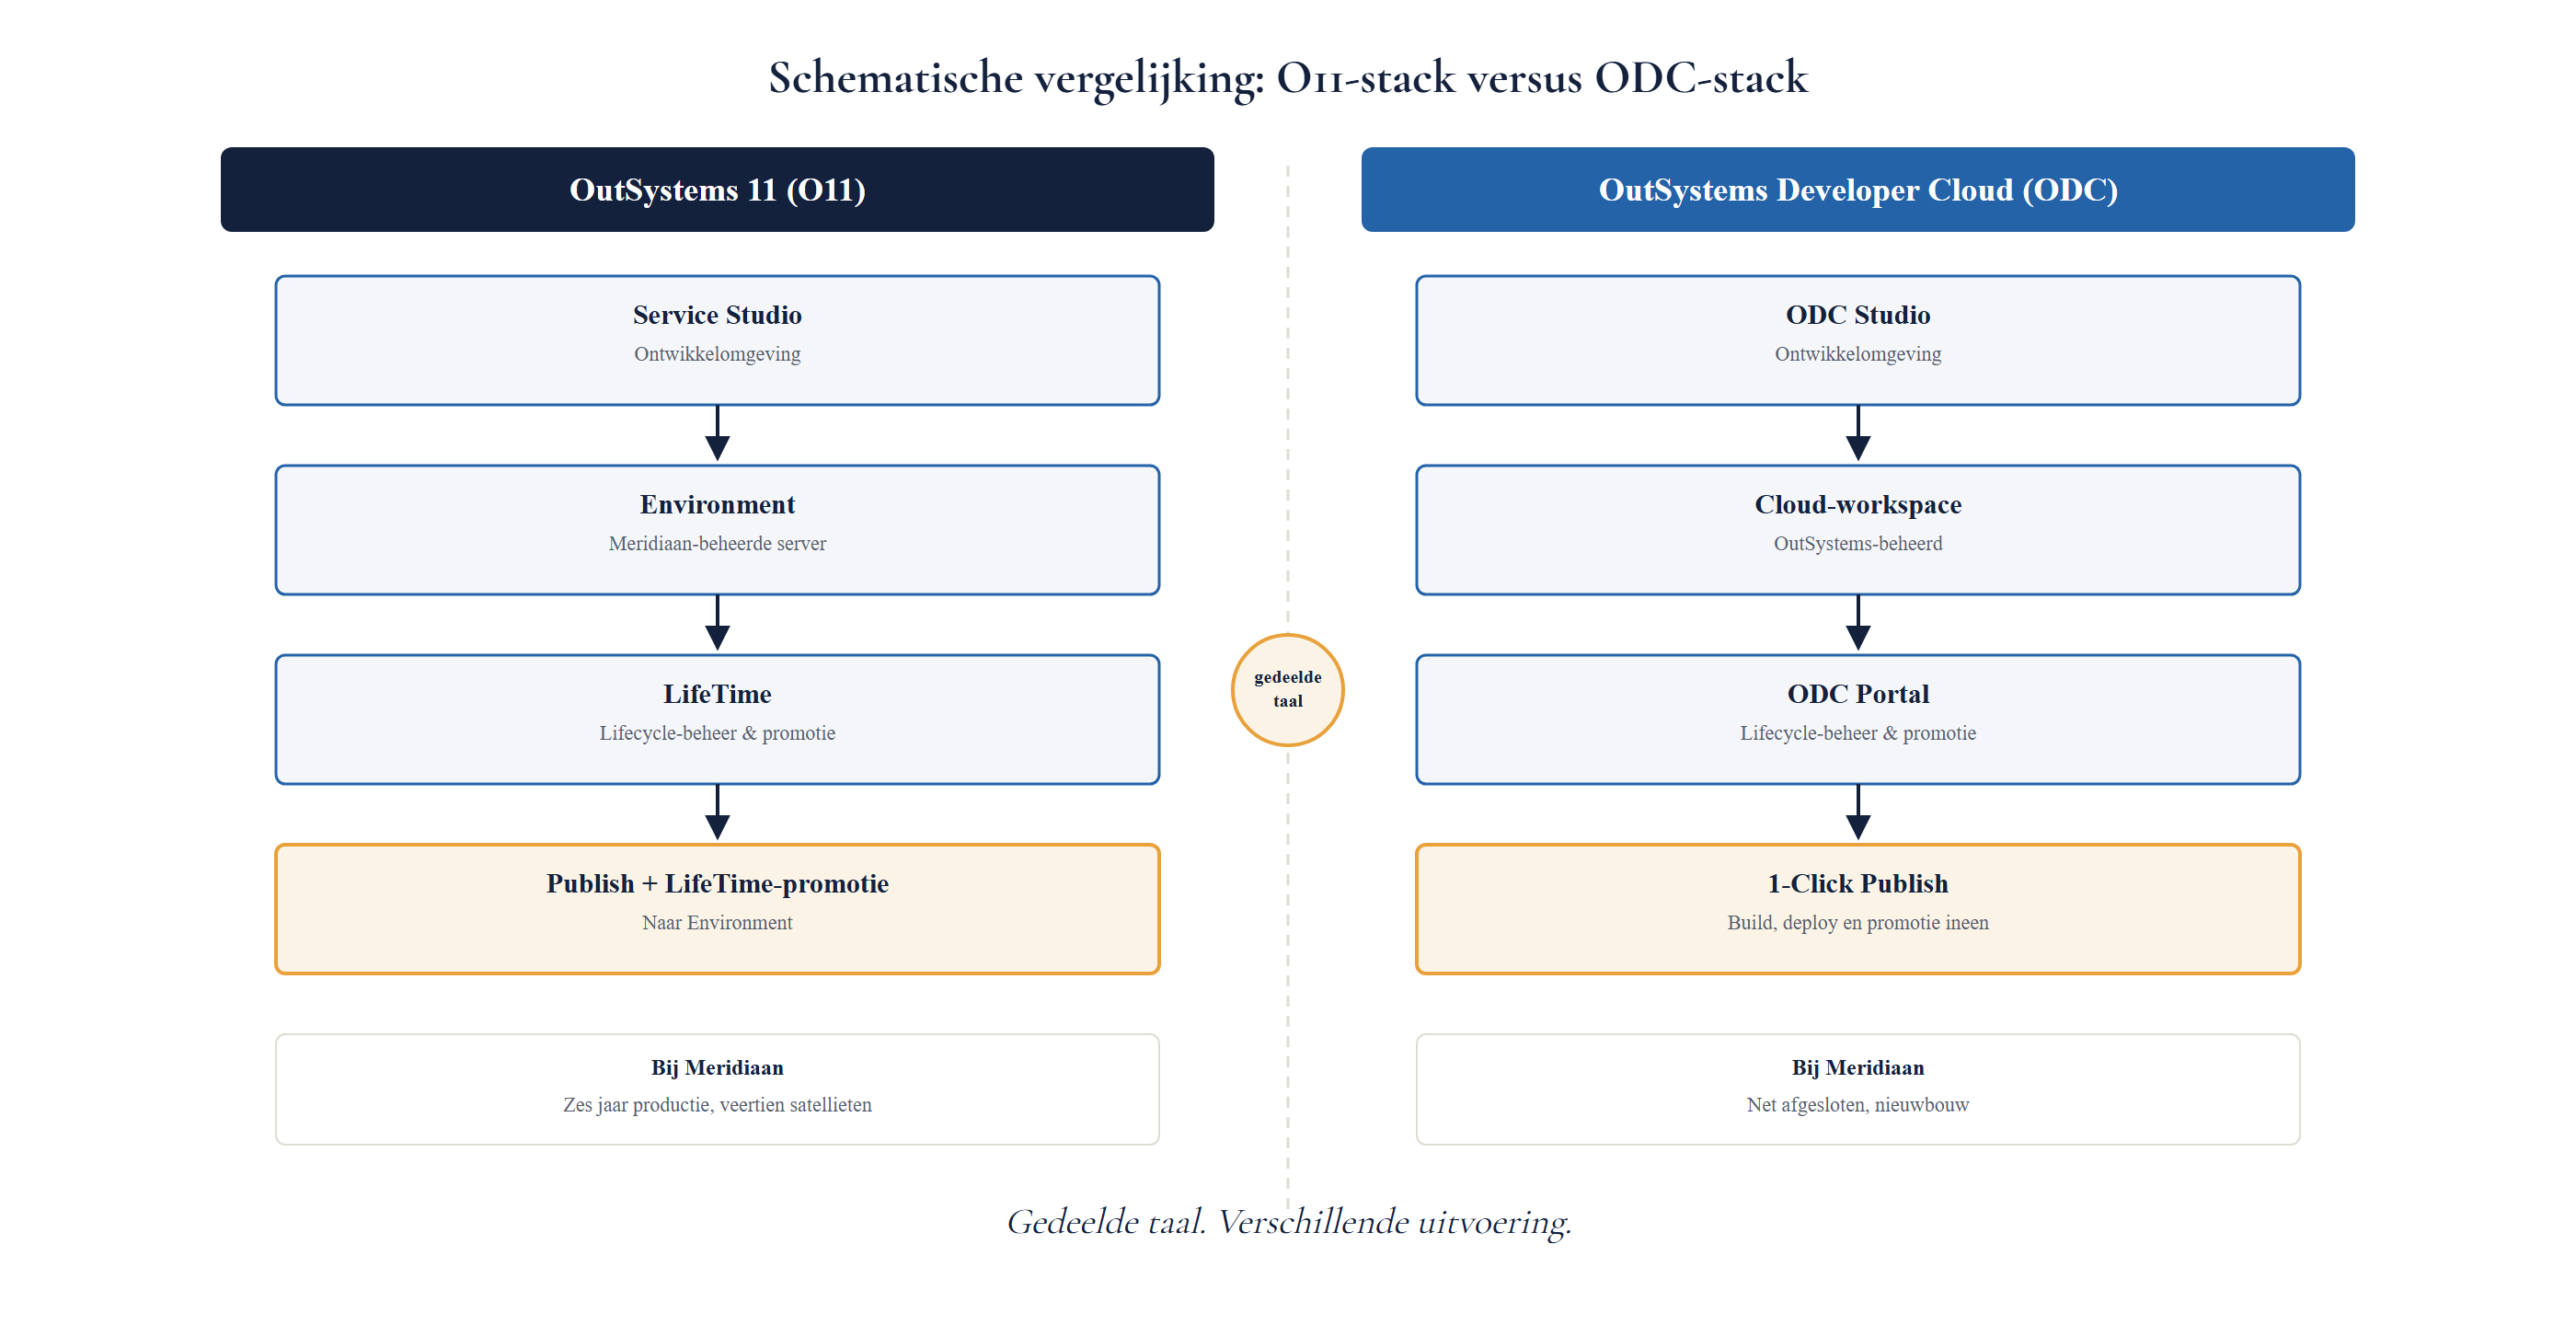 Schematische vergelijking: O11-stack versus ODC-stack
OutSystems 11 (O11)
Service Studio
Ontwikkelomgeving
Environment
Meridiaan-beheerde server
LifeTime
Lifecycle-beheer & promotie
Publish + LifeTime-promotie
Naar Environment
Bij Meridiaan
Zes jaar productie, veertien satellieten
gedeelde
taal
OutSystems Developer Cloud (ODC)
ODC Studio
Ontwikkelomgeving
Cloud-workspace
OutSystems-beheerd
ODC Portal
Lifecycle-beheer & promotie
1-Click Publish
Build, deploy en promotie ineen
Bij Meridiaan
Net afgesloten, nieuwbouw
Gedeelde taal. Verschillende uitvoering.